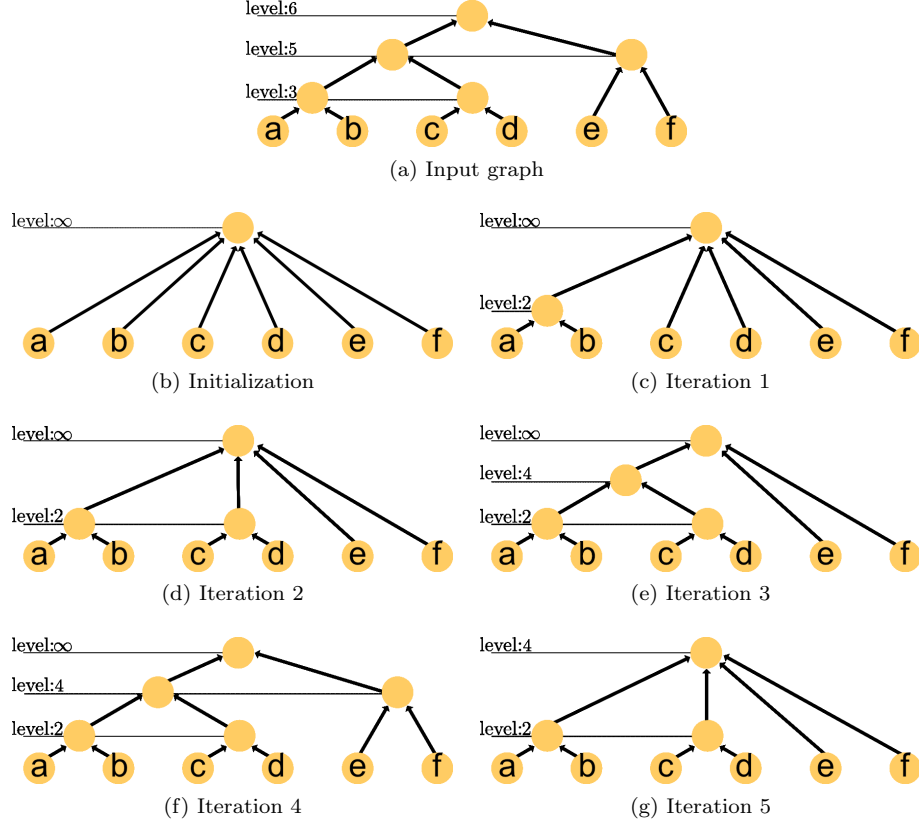 level:6
level:5
level:3
a b c d e f
(a) Input graph
level:∞
a b c d e f
(b) Initialization
level:∞
level:2
a b c d e f
(c) Iteration 1
level:∞
level:2
a b c d e f
(d) Iteration 2
level:∞
level:4
level:2
a b c d e f
(e) Iteration 3
level:∞
level:4
level:2
a b c d e f
(f) Iteration 4
level:4
level:2
a b c d e f
(g) Iteration 5